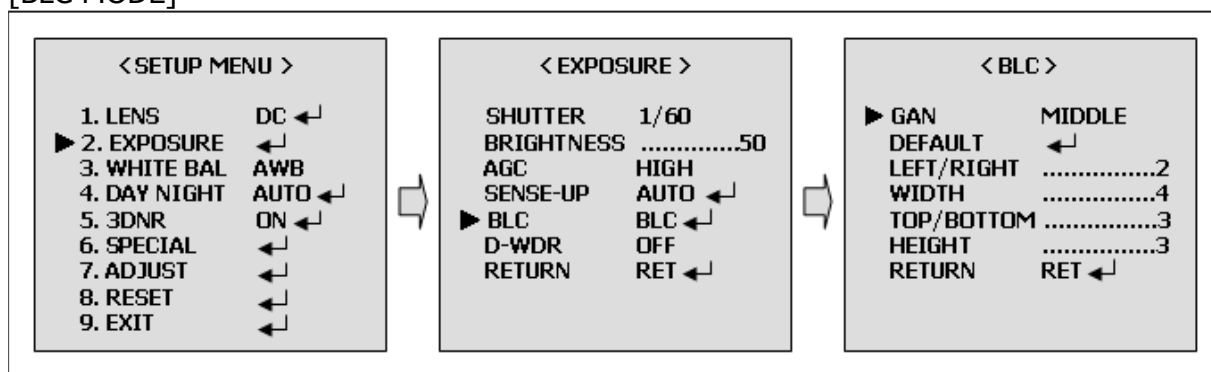 [BLC MODE]
< SETUP MENU >
1. LENS DC
2. EXPOSURE
3. WHITE BAL AWB
4. DAY NIGHT AUTO
5. 3DNR ON
6. SPECIAL
7. ADJUST
8. RESET
9. EXIT
< EXPOSURE >
SHUTTER 1/60
BRIGHTNESS ..............50
AGC HIGH
SENSE-UP AUTO
BLC BLC
D-WDR OFF
RETURN RET
< BLC >
GAN MIDDLE
DEFAULT
LEFT/RIGHT ................2
WIDTH ................4
TOP/BOTTOM ................3
HEIGHT ................3
RETURN RET